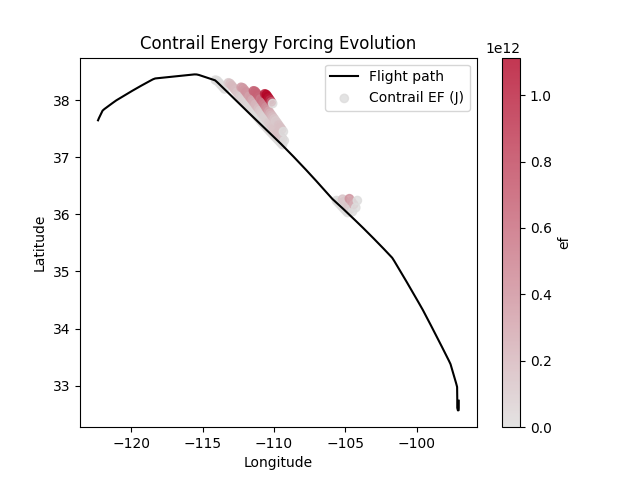 Contrail Energy Forcing Evolution
1e12
Flight path
Contrail EF (J)
38
37
36
35
34
33
Latitude
−120
−115
−110
−105
−100
Longitude
1.0
0.8
0.6
0.4
0.2
0.0
ef